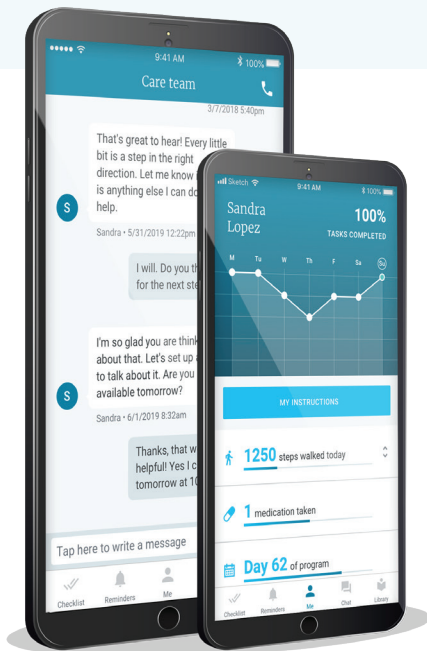 9:41 AM
100%
Care team
3/7/2018 5:40pm
That's great to hear! Every little
bit is a step in the right
direction. Let me know
is anything else I can do
help.
S
Sandra • 5/31/2019 12:22pm
I will. Do you
for the next
I'm so glad you are
about that. Let's set up
to talk about it. Are you
available tomorrow?
S
Sandra • 6/1/2019 8:32am
Thanks, that
helpful! Yes I
tomorrow at
Tap here to write a message
Checklist
Reminders
Me
Sketch
9:41 AM
100%
Sandra
Lopez
100%
TASKS COMPLETED
M Tu W Th F Sa Su
MY INSTRUCTIONS
1250 steps walked today
1 medication taken
Day 62 of program
Checklist
Reminders
Me
Chat
Library